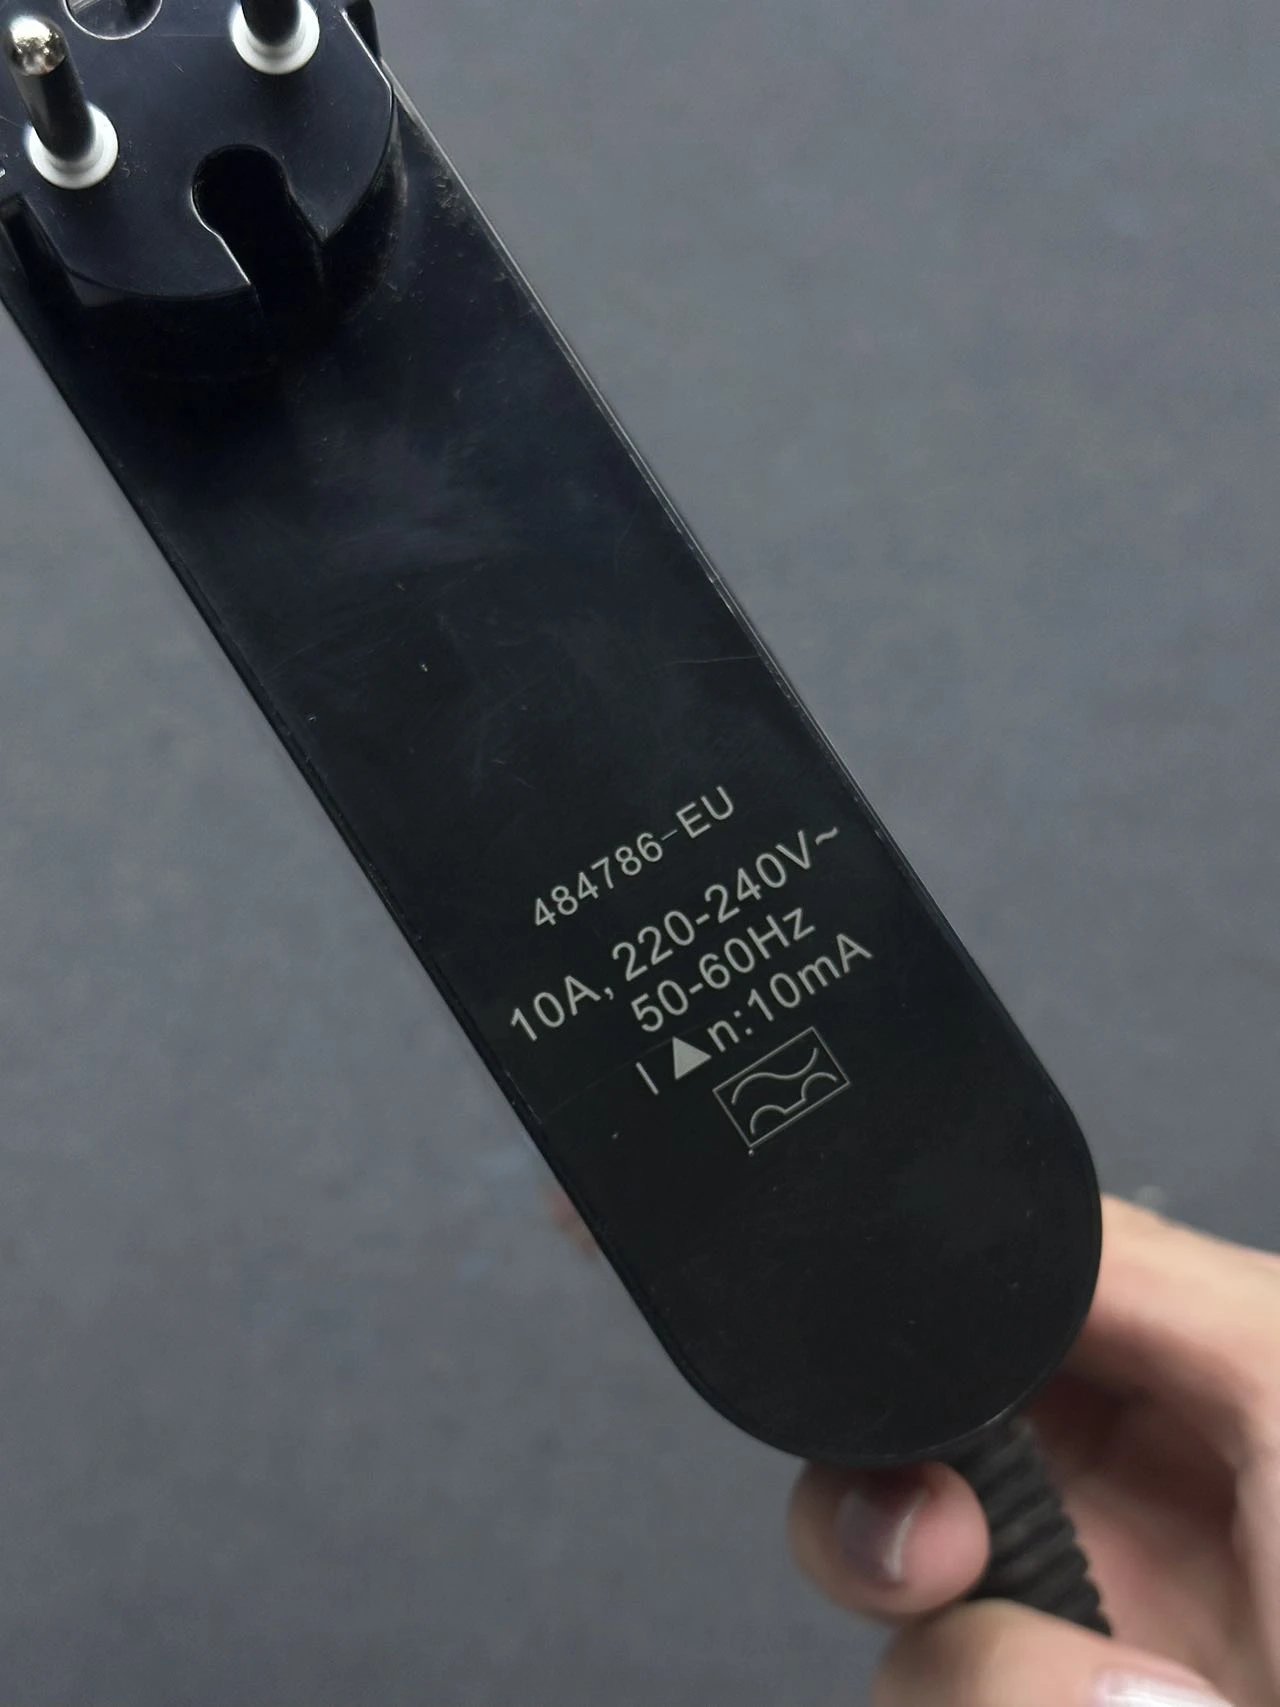 484786-EU
10A, 220-240V~
50-60Hz
I▲n:10mA